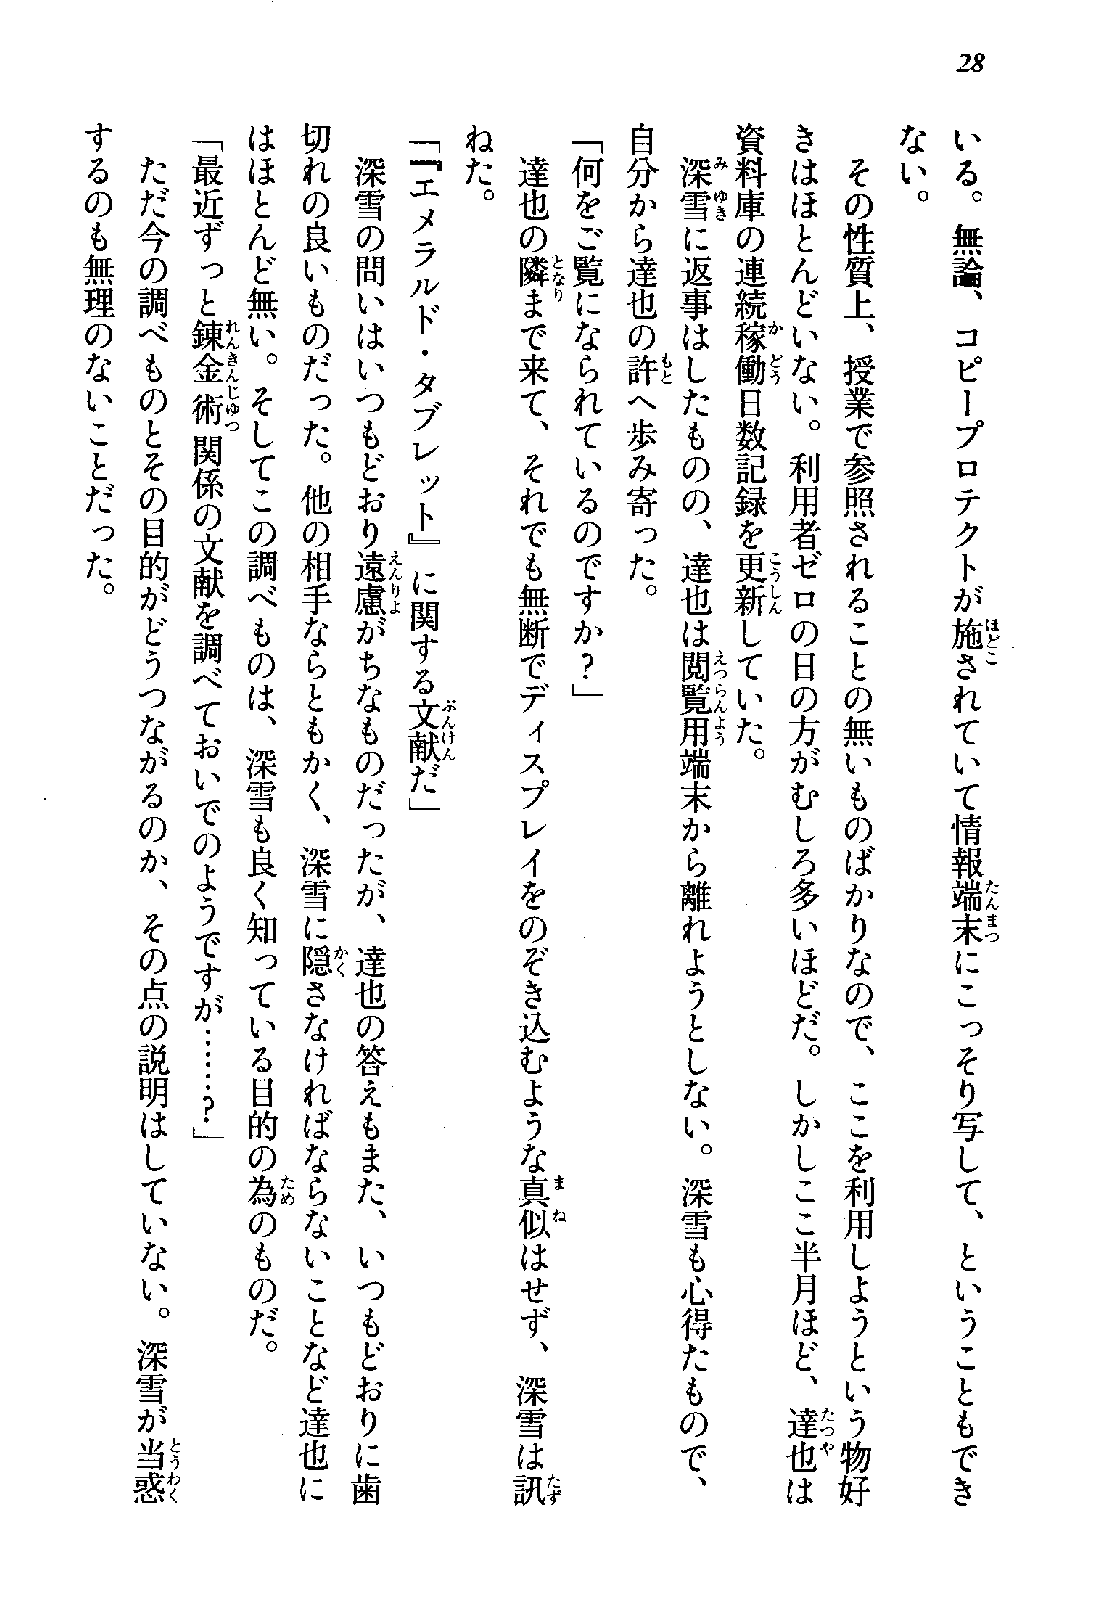 28
いる。無論、コピープロテクトが施されていて情報端末にこっそり写して、ということもでき
ない。
　その性質上、授業で参照されることの無いものばかりなので、ここを利用しようという物好
きはほとんどいない。利用者ゼロの日の方がむしろ多いほどだ。しかしここ半月ほど、達也は
資料庫の連続稼働日数記録を更新していた。
　深雪に返事はしたものの、達也は閲覧用端末から離れようとしない。深雪も心得たもので、
自分から達也の許へ歩み寄った。
「何をご覧になられているのですか？」
　達也の隣まで来て、それでも無断でディスプレイをのぞき込むような真似はせず、深雪は訊
ねた。
「『エメラルド・タブレット』に関する文献だ」
　深雪の問いはいつもどおり遠慮がちなものだったが、達也の答えもまた、いつもどおりに歯
切れの良いものだった。他の相手ならともかく、深雪に隠さなければならないことなど達也に
はほとんど無い。そしてこの調べものは、深雪も良く知っている目的の為のものだ。
「最近ずっと錬金術関係の文献を調べておいでのようですが……？」
　ただ今の調べものとその目的がどうつながるのか、その点の説明はしていない。深雪が当惑
するのも無理のないことだった。